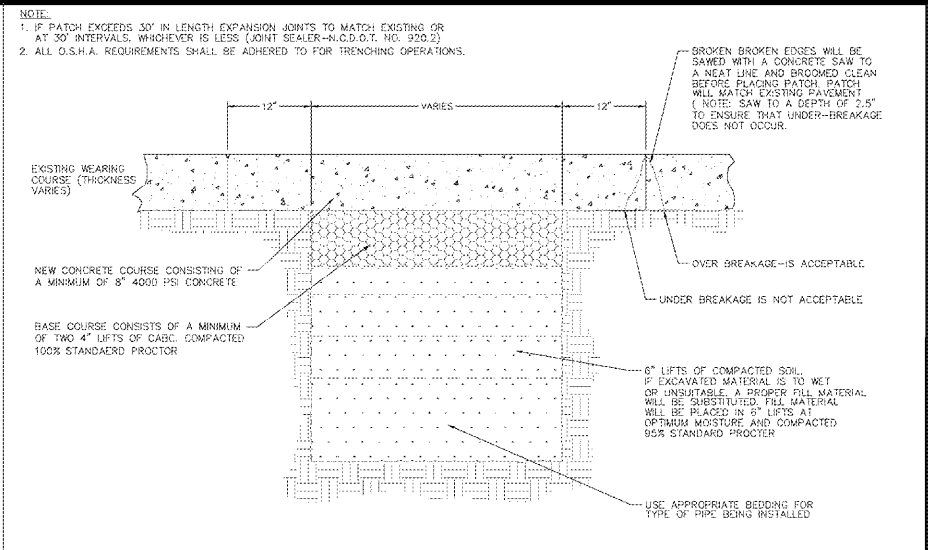 NOTE:
1. IF PATCH EXCEEDS 30' IN LENGTH EXPANSION JOINTS TO MATCH EXISTING OR
AT 30' INTERVALS, WHICHEVER IS LESS (JOINT SEALER-N.C.D.O.T. NO. 920.2)
2. ALL O.S.H.A. REQUIREMENTS SHALL BE ADHERED TO FOR TRENCHING OPERATIONS.
BROKEN BROKEN EDGES WILL BE
SAWED WITH A CONCRETE SAW TO
A NEAT LINE AND BROOMED CLEAN
BEFORE PLACING PATCH. PATCH
WILL MATCH EXISTING PAVEMENT
( NOTE: SAW TO A DEPTH OF 2.5"
TO ENSURE THAT UNDER-BREAKAGE
DOES NOT OCCUR.
12"
VARIES
12"
EXISTING WEARING
COURSE (THICKNESS
VARIES)
NEW CONCRETE COURSE CONSISTING OF
A MINIMUM OF 8" 4000 PSI CONCRETE
OVER BREAKAGE-IS ACCEPTABLE
UNDER BREAKAGE IS NOT ACCEPTABLE
BASE COURSE CONSISTS OF A MINIMUM
OF TWO 4" LIFTS OF CABC. COMPACTED
100% STANDAERD PROCTOR
6" LIFTS OF COMPACTED SOIL.
IF EXCAVATED MATERIAL IS TO WET
OR UNSUITABLE, A PROPER FILL MATERIAL
WILL BE SUBSTITUTED. FILL MATERIAL
WILL BE PLACED IN 6" LIFTS AT
OPTIMUM MOISTURE AND COMPACTED
95% STANDARD PROCTER
USE APPROPRIATE BEDDING FOR
TYPE OF PIPE BEING INSTALLED